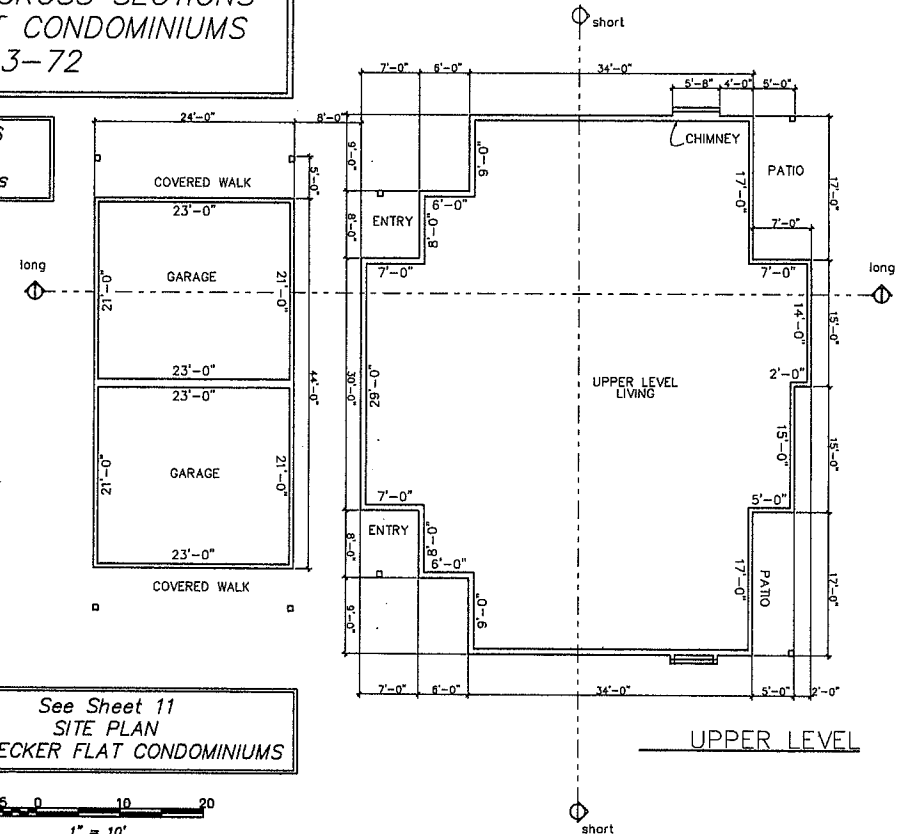 CONDOMINIUMS
3-72
short
7'-0"
6'-0"
34'-0"
5'-8"
4'-0"
5'-0"
24'-0"
8'-0"
CHIMNEY
9'-0"
9'-0"
5'-0"
COVERED WALK
PATIO
17'-0"
17'-0"
23'-0"
6'-0"
ENTRY
8'-0"
8'-0"
7'-0"
7'-0"
7'-0"
long
GARAGE
21'-0"
21'-0"
long
14'-0"
15'-0"
23'-0"
23'-0"
44'-0"
30'-0"
29'-0"
UPPER LEVEL
LIVING
2'-0"
15'-0"
15'-0"
GARAGE
21'-0"
21'-0"
7'-0"
5'-0"
ENTRY
8'-0"
8'-0"
23'-0"
6'-0"
COVERED WALK
9'-0"
9'-0"
17'-0"
PATIO
17'-0"
7'-0"
6'-0"
34'-0"
5'-0"
2'-0"
See Sheet 11
SITE PLAN
ECKER FLAT CONDOMINIUMS
UPPER LEVEL
5 0 10 20
1" = 10'
short